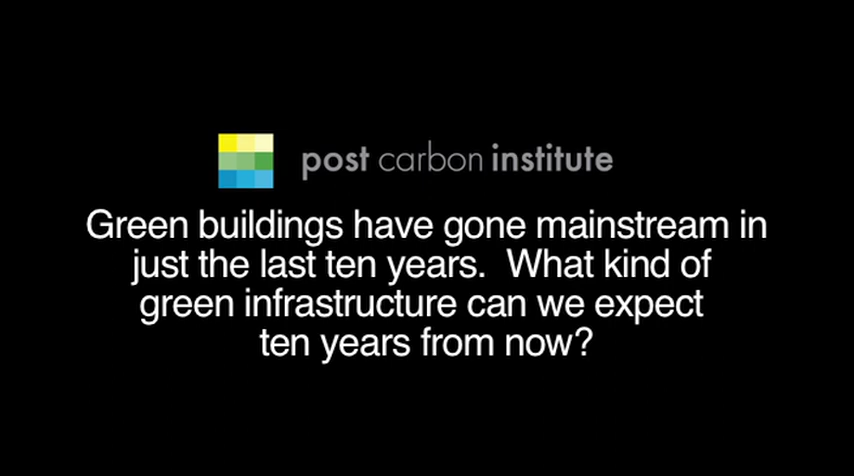 post carbon institute
Green buildings have gone mainstream in
just the last ten years.  What kind of
green infrastructure can we expect
ten years from now?